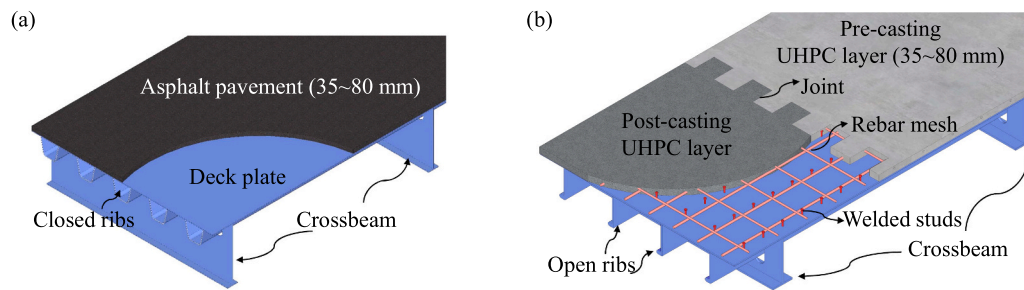 (a)
Asphalt pavement (35~80 mm)
Deck plate
Closed ribs
Crossbeam
(b)
Pre-casting
UHPC layer (35~80 mm)
Joint
Post-casting
UHPC layer
Rebar mesh
Welded studs
Open ribs
Crossbeam